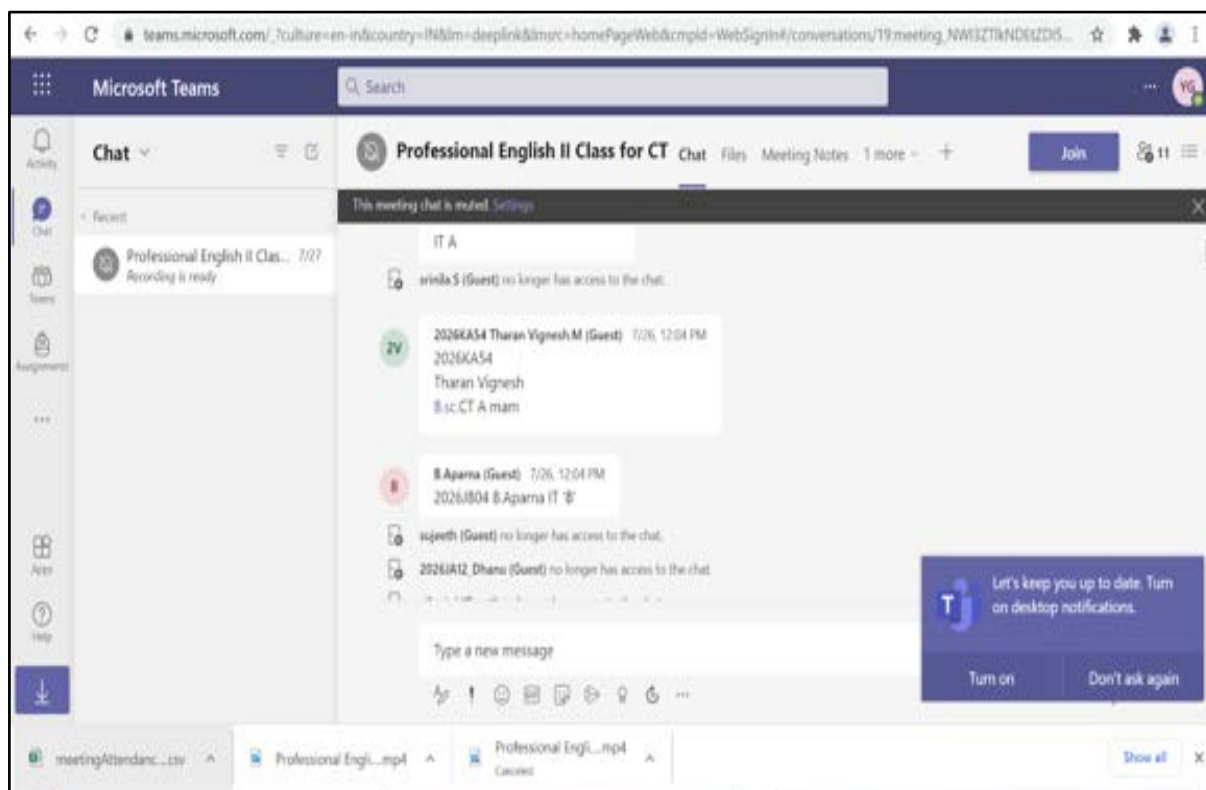 teams.microsoft.com/_?culture=en-in&country=IN&lm=deeplink&lmsrc=homePageWeb&cmpid=WebSignIn#/conversations/19:meeting_
Microsoft Teams
Search
YG
Activity
Chat
Teams
Assignments
Apps
Help
Chat
Recent
Professional English II Clas... 7/27
Recording is ready
Professional English II Class for CT Chat Files Meeting Notes 1 more Join 11
This meeting chat is muted. Settings
IT A
srinila S (Guest) no longer has access to the chat.
2V
2026KA54 Tharan Vignesh.M (Guest) 7/26, 12:04 PM
2026KA54
Tharan Vignesh
B.sc.CT A mam
B
B.Aparna (Guest) 7/26, 12:04 PM
2026JB04 B.Aparna IT 'B'
sujeeth (Guest) no longer has access to the chat.
2026JA12_Dhanu (Guest) no longer has access to the chat.
Let's keep you up to date. Turn
on desktop notifications.
Turn on Don't ask again
Type a new message
meetingAttendanc...csv
Professional Engli...mp4
Professional Engli...mp4
Canceled
Show all